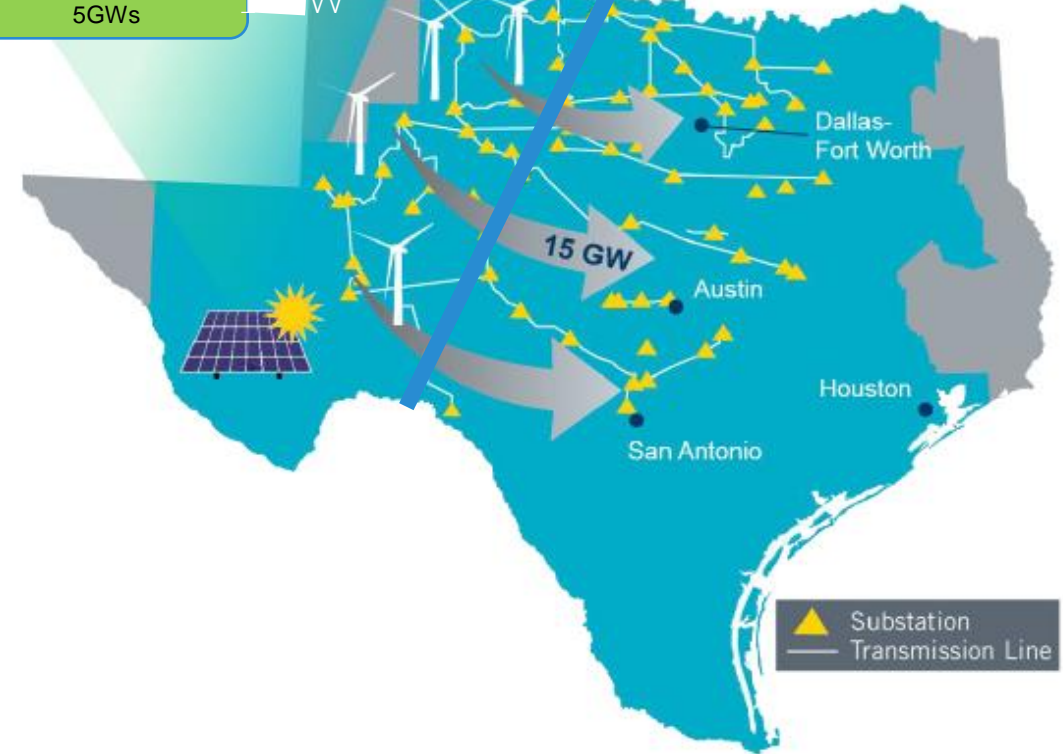 5GWs
Dallas-
Fort Worth
15 GW
Austin
Houston
San Antonio
Substation
Transmission Line